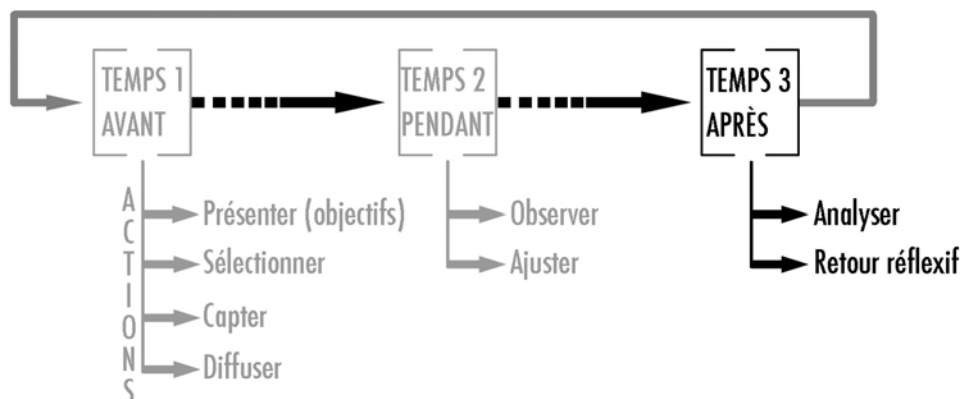 TEMPS 1
AVANT
TEMPS 2
PENDANT
TEMPS 3
APRÈS
ACTIONS
Présenter (objectifs)
Sélectionner
Capter
Diffuser
Observer
Ajuster
Analyser
Retour réflexif